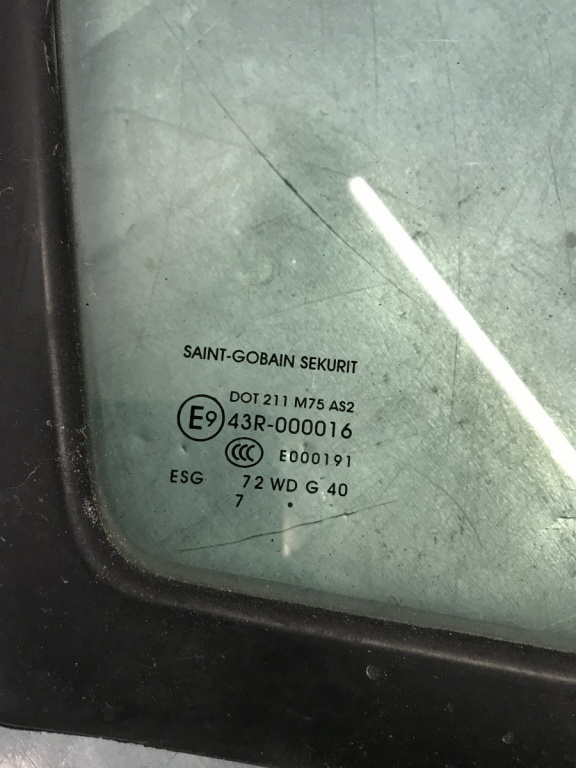 SAINT-GOBAIN SEKURIT
DOT 211 M75 AS2
E9 43R-000016
CCC E000191
ESG 72 WD G 40
7 •